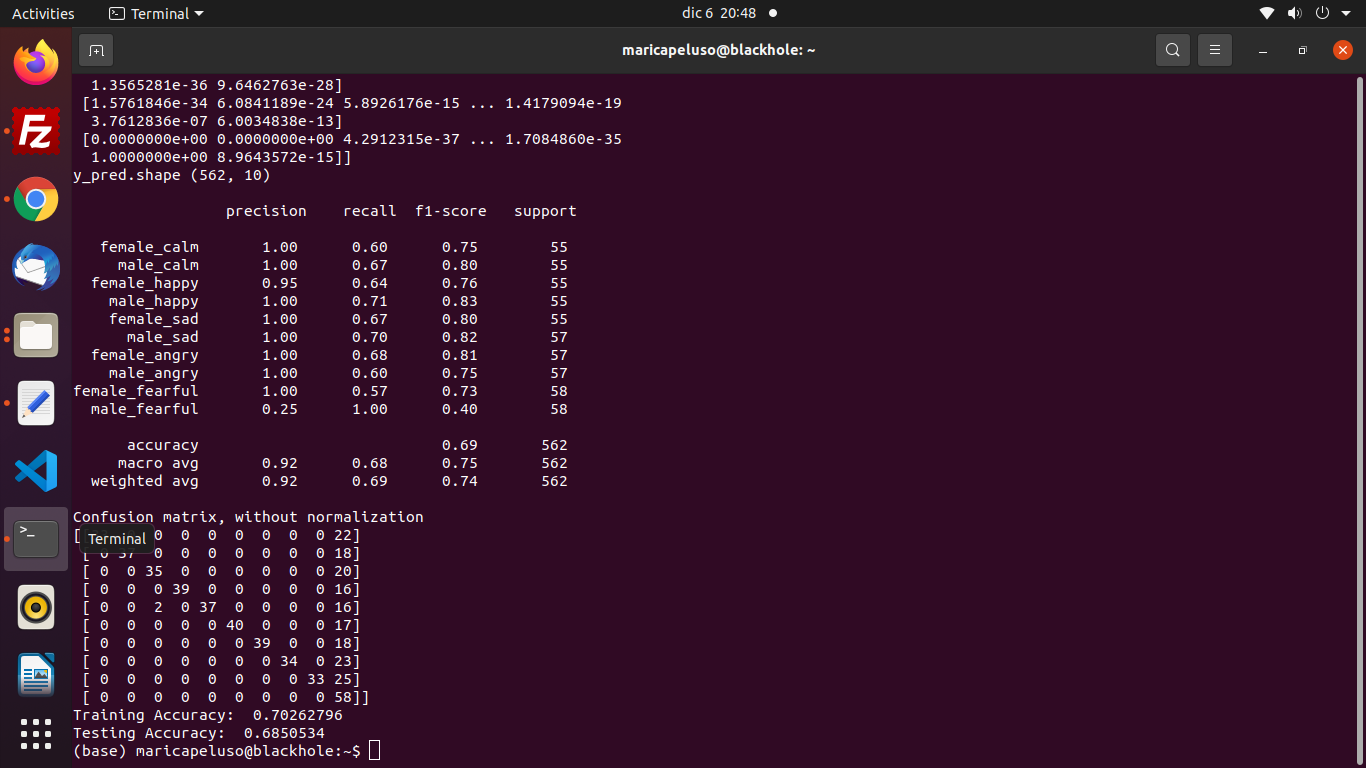 Activities Terminal dic 6 20:48
maricapeluso@blackhole: ~
1.3565281e-36 9.6462763e-28]
[1.5761846e-34 6.0841189e-24 5.8926176e-15 ... 1.4179094e-19
3.7612836e-07 6.0034838e-13]
[0.0000000e+00 0.0000000e+00 4.2912315e-37 ... 1.7084860e-35
1.0000000e+00 8.9643572e-15]]
y_pred.shape (562, 10)
precision recall f1-score support
female_calm 1.00 0.60 0.75 55
male_calm 1.00 0.67 0.80 55
female_happy 0.95 0.64 0.76 55
male_happy 1.00 0.71 0.83 55
female_sad 1.00 0.67 0.80 55
male_sad 1.00 0.70 0.82 57
female_angry 1.00 0.68 0.81 57
male_angry 1.00 0.60 0.75 57
female_fearful 1.00 0.57 0.73 58
male_fearful 0.25 1.00 0.40 58
accuracy 0.69 562
macro avg 0.92 0.68 0.75 562
weighted avg 0.92 0.69 0.74 562
Confusion matrix, without normalization
[ 0 0 0 0 0 0 0 22]
Terminal
[ 0 37 0 0 0 0 0 0 0 18]
[ 0 0 35 0 0 0 0 0 0 20]
[ 0 0 0 39 0 0 0 0 0 16]
[ 0 0 2 0 37 0 0 0 0 16]
[ 0 0 0 0 0 40 0 0 0 17]
[ 0 0 0 0 0 0 39 0 0 18]
[ 0 0 0 0 0 0 0 34 0 23]
[ 0 0 0 0 0 0 0 0 33 25]
[ 0 0 0 0 0 0 0 0 0 58]]
Training Accuracy: 0.70262796
Testing Accuracy: 0.6850534
(base) maricapeluso@blackhole:~$